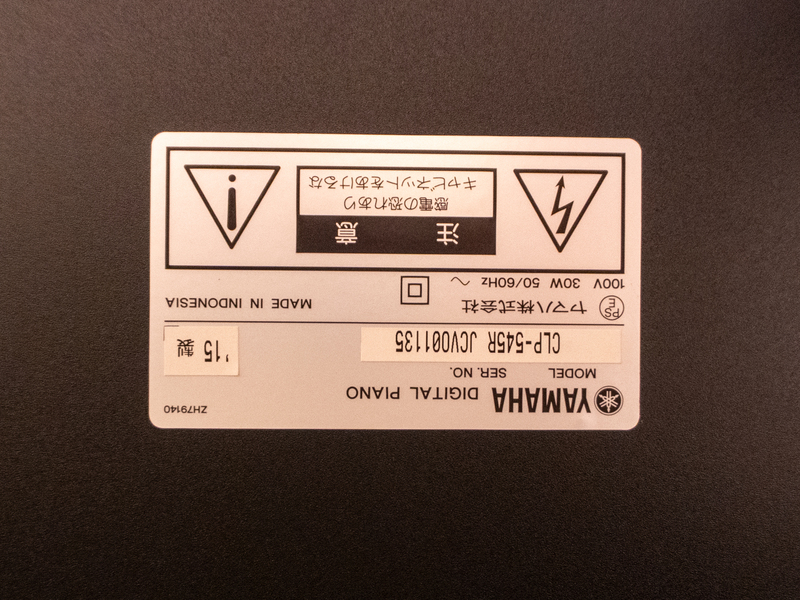 YAMAHA DIGITAL PIANO
ZH79140
MODEL SER. NO.
CLP-545R JCV001135
'15 製
PSE ヤマハ株式会社
MADE IN INDONESIA
100V 30W 50/60Hz
注意
感電の恐れあり
キャビネットをあけるな